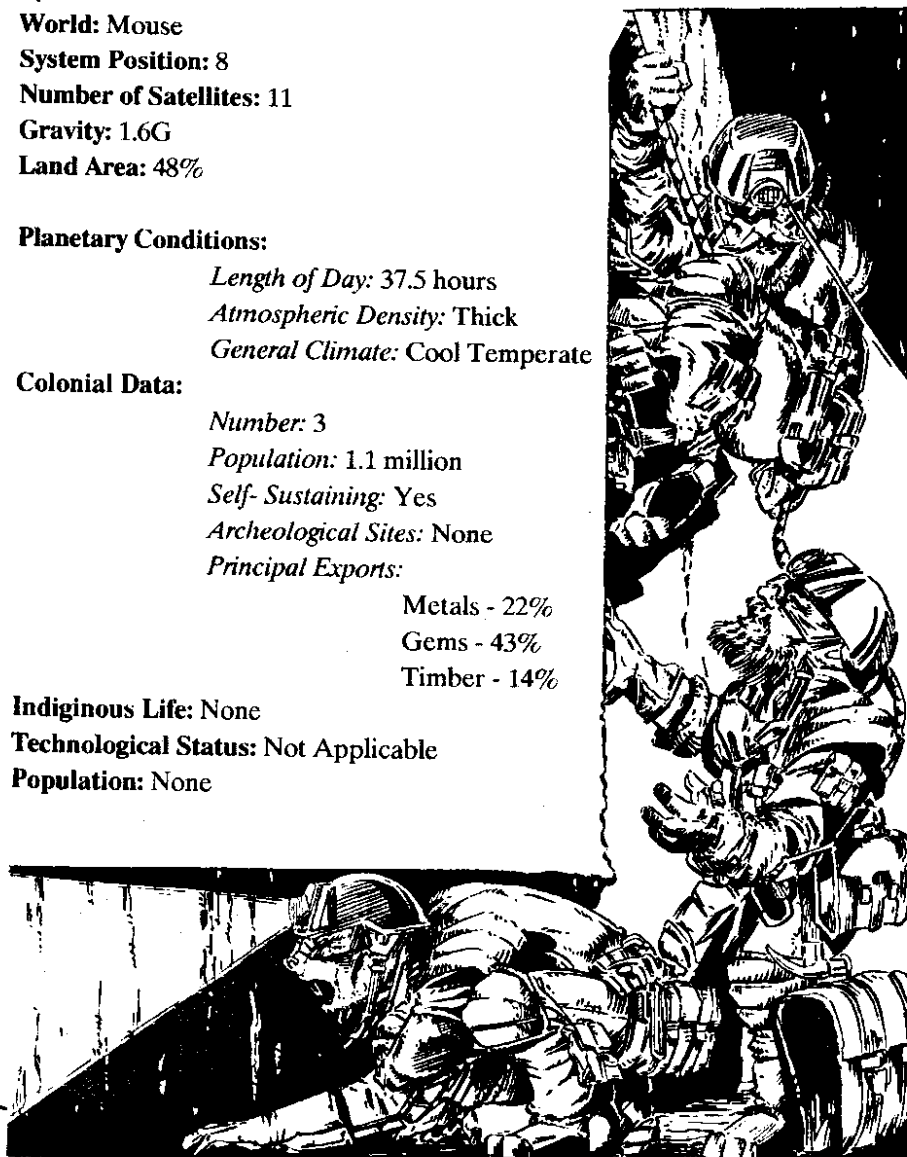 World: Mouse
System Position: 8
Number of Satellites: 11
Gravity: 1.6G
Land Area: 48%
Planetary Conditions:
Length of Day: 37.5 hours
Atmospheric Density: Thick
General Climate: Cool Temperate
Colonial Data:
Number: 3
Population: 1.1 million
Self- Sustaining: Yes
Archeological Sites: None
Principal Exports:
Metals - 22%
Gems - 43%
Timber - 14%
Indiginous Life: None
Technological Status: Not Applicable
Population: None